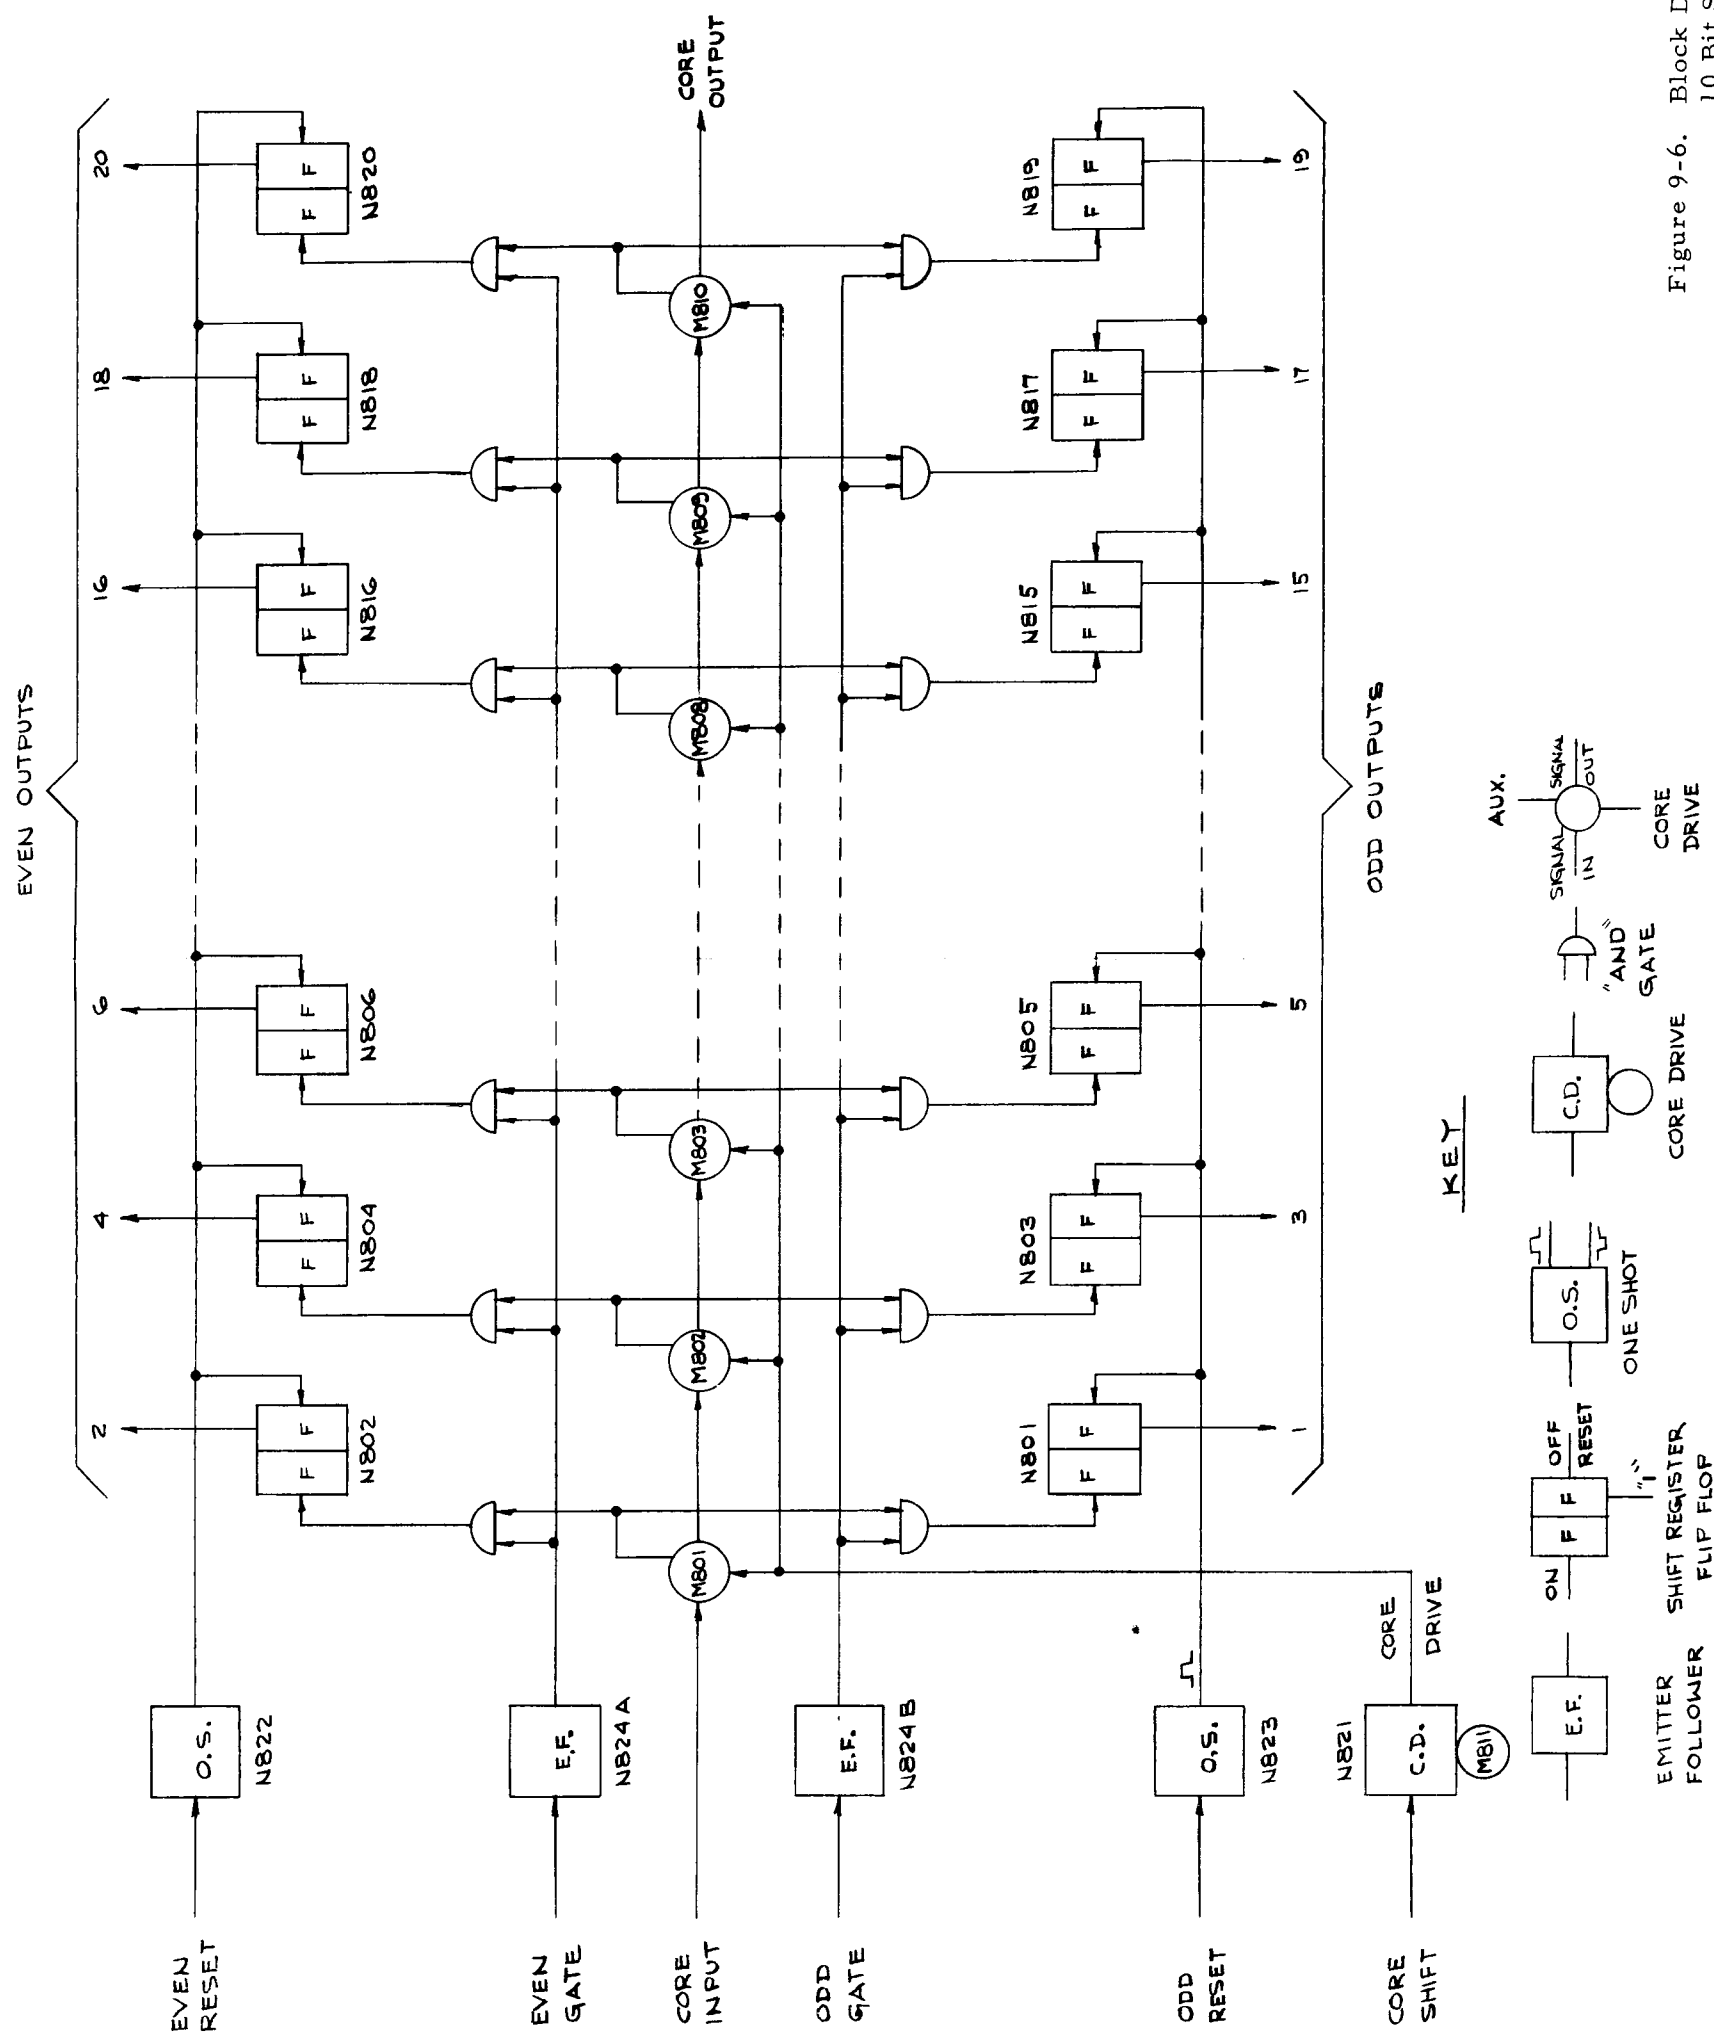 EVEN OUTPUTS
2
4
6
16
18
20
F F
F F
F F
F F
F F
F F
N802
N804
N806
N816
N818
N820
EVEN
RESET
O.S.
N822
EVEN
GATE
E.F.
N824A
CORE
INPUT
M801
M802
M803
M808
M809
M810
CORE
OUTPUT
ODD
GATE
E.F.
N824B
N801
N803
N805
N815
N817
N819
F F
F F
F F
F F
F F
F F
ODD
RESET
O.S.
N823
1
3
5
15
17
19
ODD OUTPUTS
CORE
SHIFT
N821
C.D.
M811
CORE
DRIVE
KEY
E.F.
EMITTER
FOLLOWER
ON
F F
OFF
RESET
"1"
SHIFT REGISTER
FLIP FLOP
O.S.
ONE SHOT
C.D.
CORE DRIVE
"AND"
GATE
AUX.
SIGNAL
IN
SIGNAL
OUT
CORE
DRIVE
Figure 9-6. Block
10 Bit